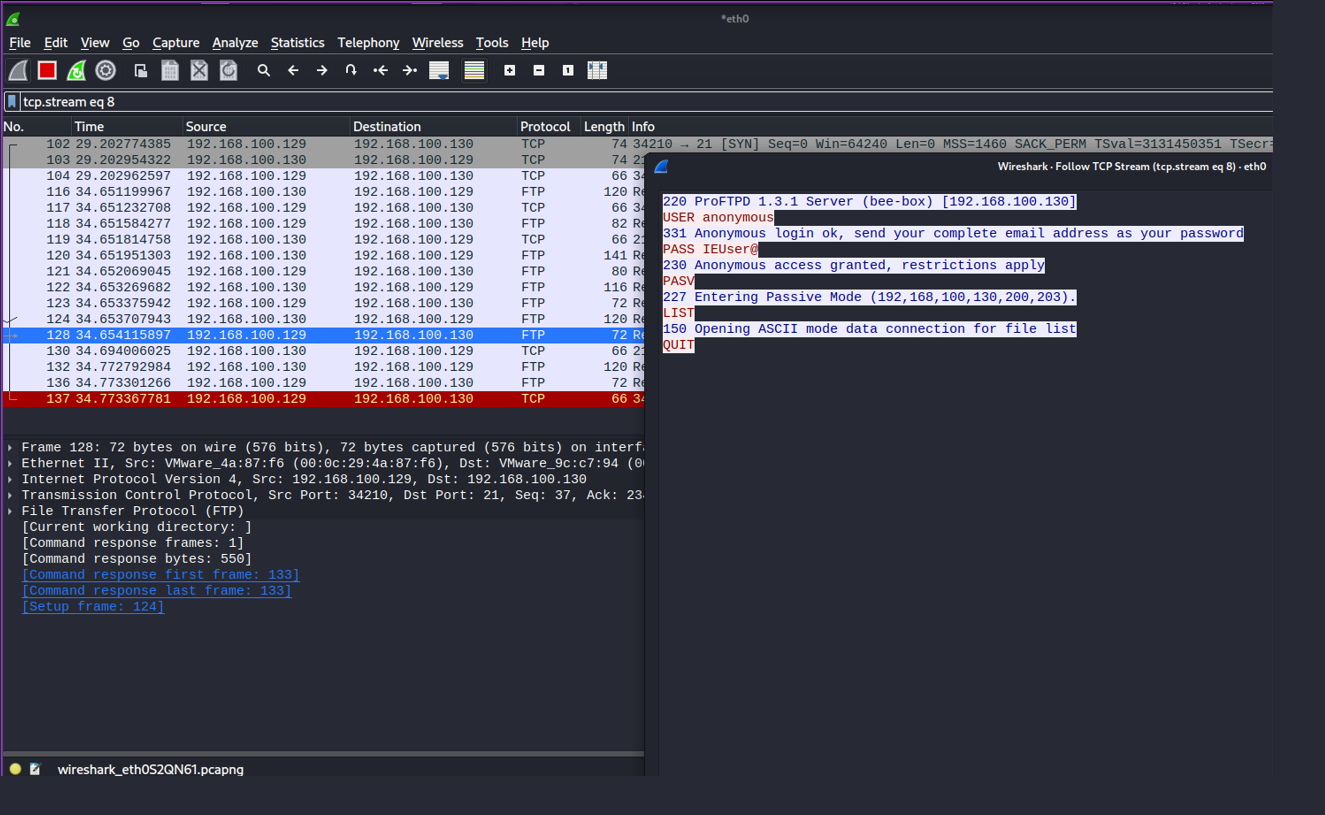 *eth0
File Edit View Go Capture Analyze Statistics Telephony Wireless Tools Help
tcp.stream eq 8
No. Time Source Destination Protocol Length Info
102 29.202774385 192.168.100.129 192.168.100.130 TCP 74 34210 → 21 [SYN] Seq=0 Win=64240 Len=0 MSS=1460 SACK_PERM TSval=3131450351 TSecr=
103 29.202954322 192.168.100.130 192.168.100.129 TCP 74 21
104 29.202962597 192.168.100.129 192.168.100.130 TCP 66 34
116 34.651199967 192.168.100.130 192.168.100.129 FTP 120 Re
117 34.651232708 192.168.100.129 192.168.100.130 TCP 66 34
118 34.651584277 192.168.100.129 192.168.100.130 FTP 82 Re
119 34.651814758 192.168.100.130 192.168.100.129 TCP 66 21
120 34.651951303 192.168.100.130 192.168.100.129 FTP 141 Re
121 34.652069045 192.168.100.129 192.168.100.130 FTP 80 Re
122 34.653269682 192.168.100.130 192.168.100.129 FTP 116 Re
123 34.653375942 192.168.100.129 192.168.100.130 FTP 72 Re
124 34.653707943 192.168.100.130 192.168.100.129 FTP 120 Re
128 34.654115897 192.168.100.129 192.168.100.130 FTP 72 Re
130 34.694006025 192.168.100.130 192.168.100.129 TCP 66 21
132 34.772792984 192.168.100.130 192.168.100.129 FTP 120 Re
136 34.773301266 192.168.100.129 192.168.100.130 FTP 72 Re
137 34.773367781 192.168.100.129 192.168.100.130 TCP 66 34
Frame 128: 72 bytes on wire (576 bits), 72 bytes captured (576 bits) on interfa
Ethernet II, Src: VMware_4a:87:f6 (00:0c:29:4a:87:f6), Dst: VMware_9c:c7:94 (00
Internet Protocol Version 4, Src: 192.168.100.129, Dst: 192.168.100.130
Transmission Control Protocol, Src Port: 34210, Dst Port: 21, Seq: 37, Ack: 234
File Transfer Protocol (FTP)
[Current working directory: ]
[Command response frames: 1]
[Command response bytes: 550]
[Command response first frame: 133]
[Command response last frame: 133]
[Setup frame: 124]
wireshark_eth0S2QN61.pcapng
Wireshark · Follow TCP Stream (tcp.stream eq 8) · eth0
220 ProFTPD 1.3.1 Server (bee-box) [192.168.100.130]
USER anonymous
331 Anonymous login ok, send your complete email address as your password
PASS IEUser@
230 Anonymous access granted, restrictions apply
PASV
227 Entering Passive Mode (192,168,100,130,200,203).
LIST
150 Opening ASCII mode data connection for file list
QUIT